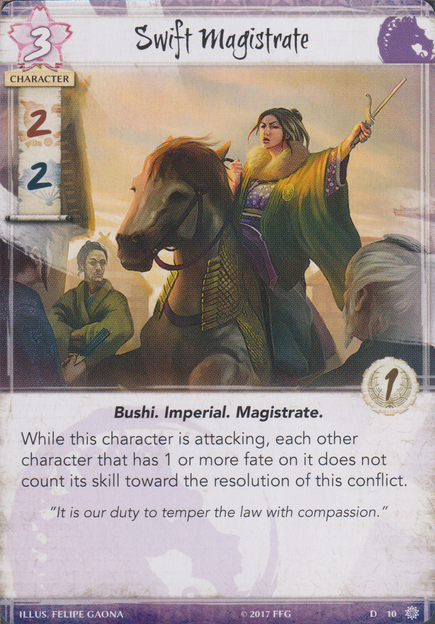 3
Swift Magistrate
CHARACTER
2
2
1
Bushi. Imperial. Magistrate.
While this character is attacking, each other
character that has 1 or more fate on it does not
count its skill toward the resolution of this conflict.
“It is our duty to temper the law with compassion.”
ILLUS. FELIPE GAONA © 2017 FFG D 10